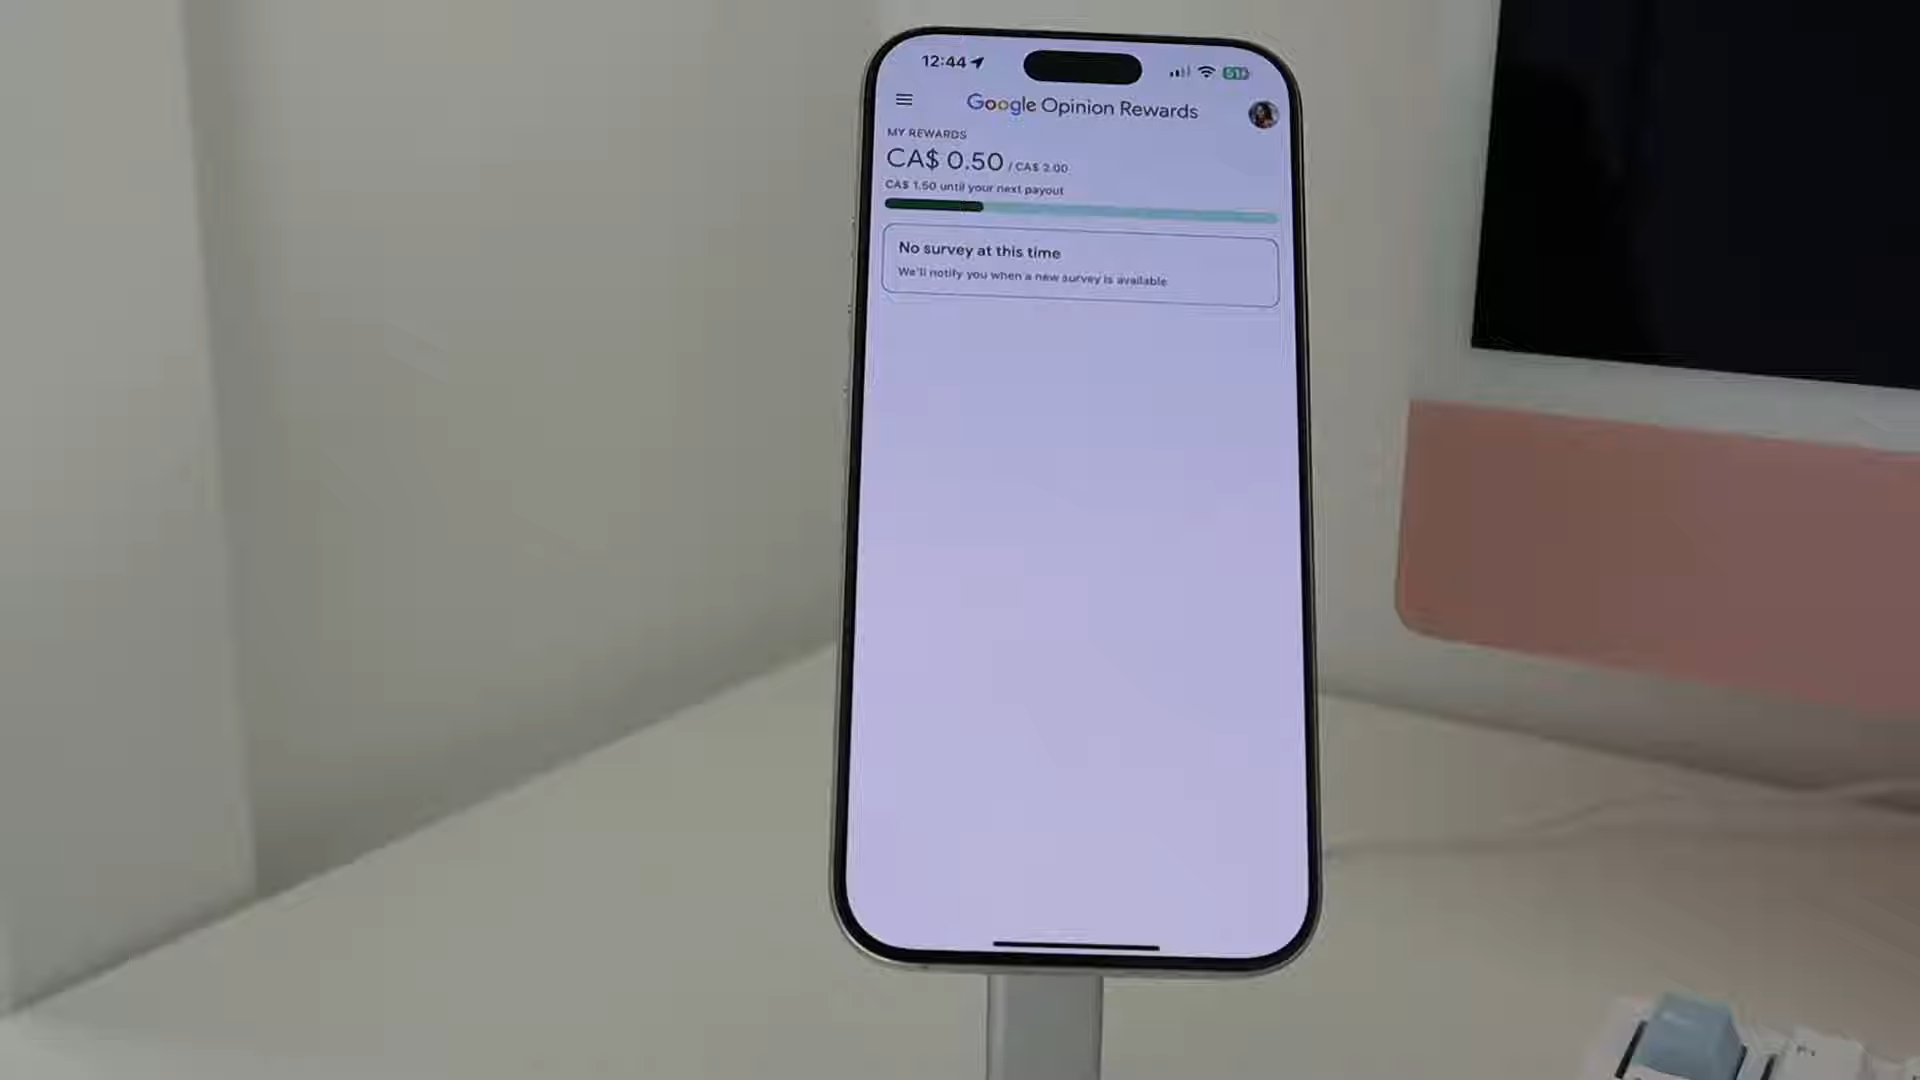 12:44
51
Google Opinion Rewards
MY REWARDS
CA$ 0.50 / CA$ 2.00
CA$ 1.50 until your next payout
No survey at this time
We'll notify you when a new survey is available